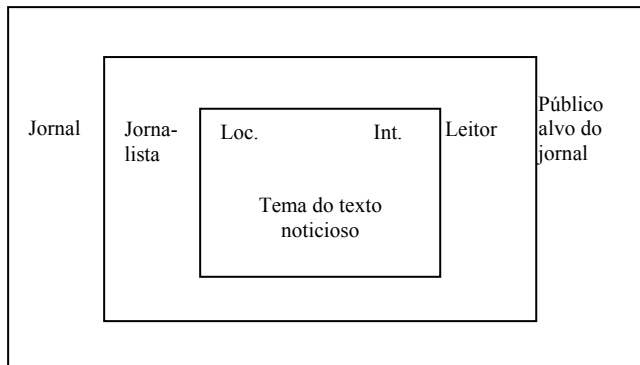 Jornal
Jorna-
lista
Loc.
Int.
Leitor
Público
alvo do
jornal
Tema do texto
noticioso